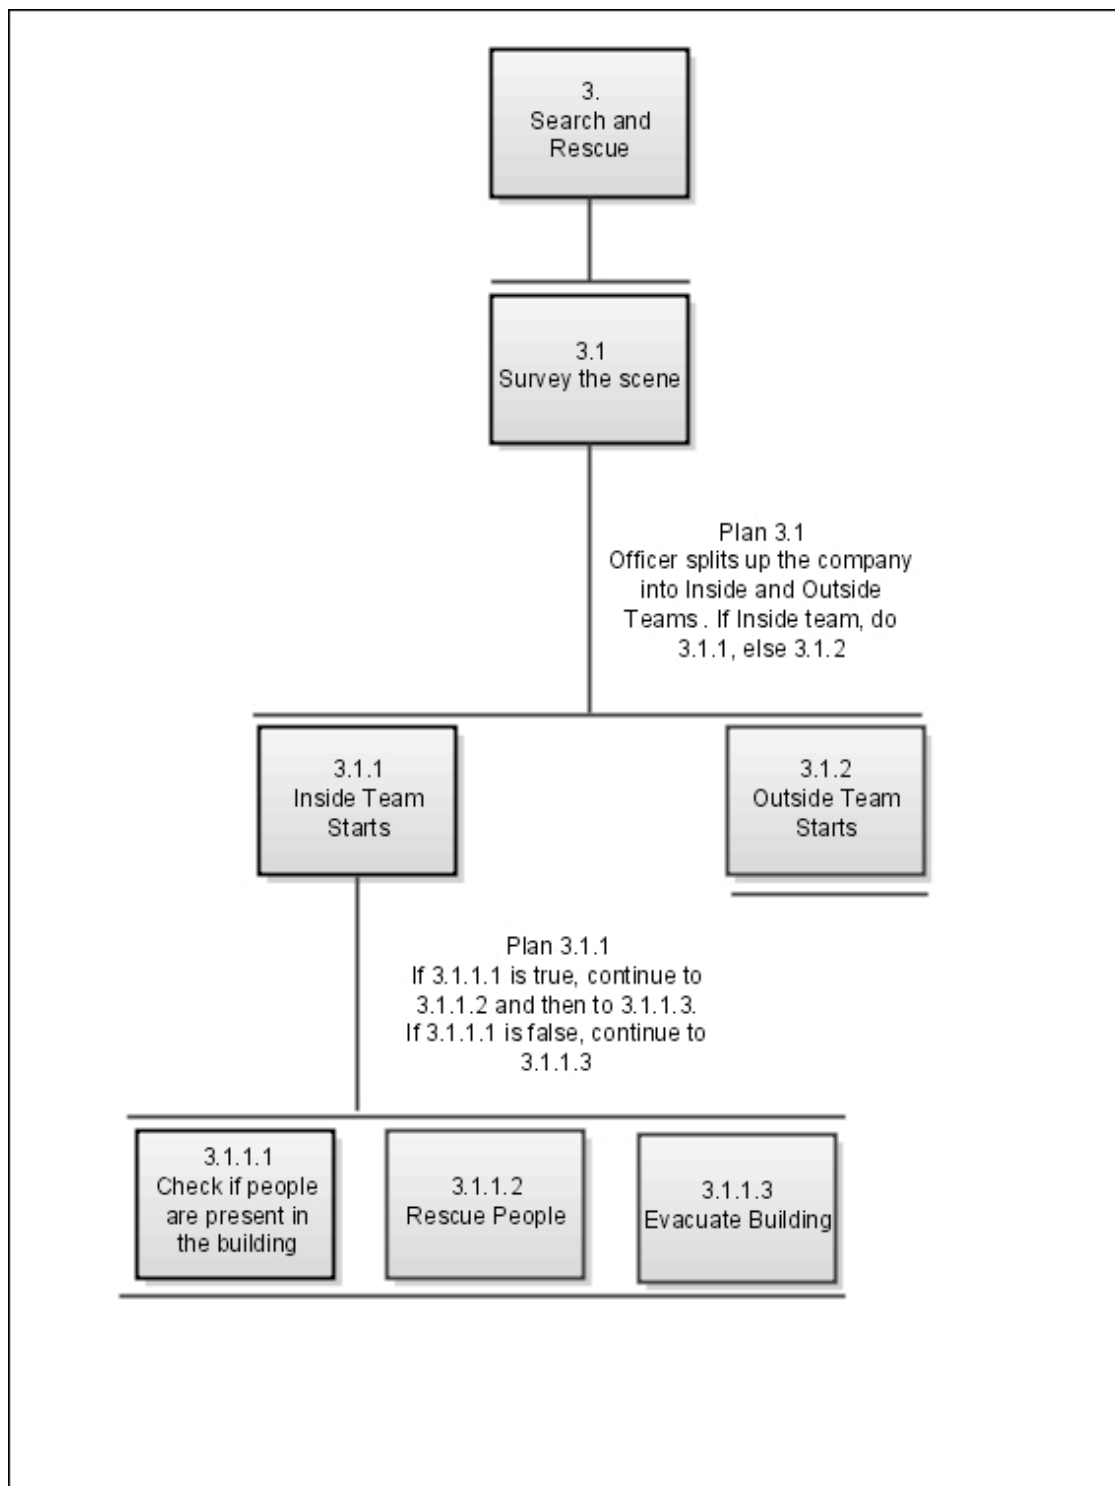 3.
Search and
Rescue
3.1
Survey the scene
Plan 3.1
Officer splits up the company
into Inside and Outside
Teams . If Inside team, do
3.1.1, else 3.1.2
3.1.1
Inside Team
Starts
3.1.2
Outside Team
Starts
Plan 3.1.1
If 3.1.1.1 is true, continue to
3.1.1.2 and then to 3.1.1.3.
If 3.1.1.1 is false, continue to
3.1.1.3
3.1.1.1
Check if people
are present in
the building
3.1.1.2
Rescue People
3.1.1.3
Evacuate Building